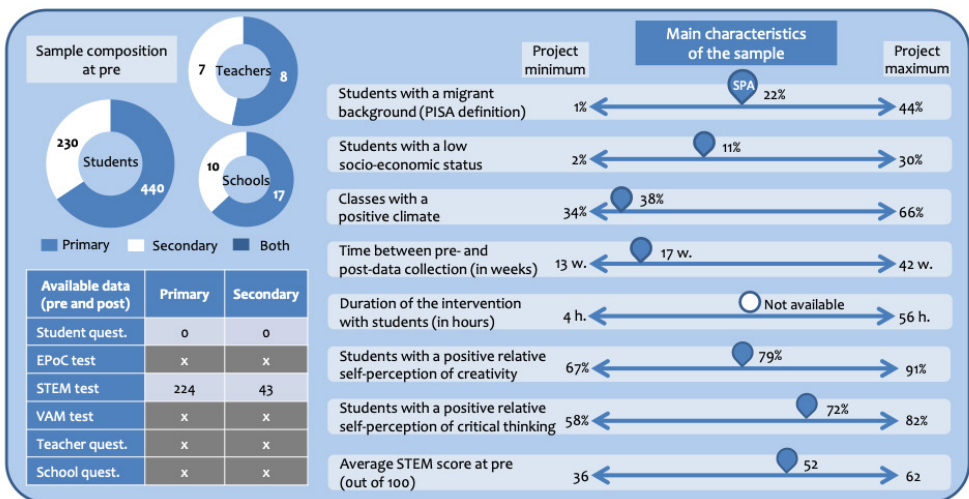 Sample composition
at pre
7
Teachers
8
230
Students
440
10
Schools
17
Primary
Secondary
Both
Available data
(pre and post)
Primary
Secondary
Student quest.
0
0
EPoC test
x
x
STEM test
224
43
VAM test
x
x
Teacher quest.
x
x
School quest.
x
x
Main characteristics
of the sample
Project
minimum
Project
maximum
Students with a migrant
background (PISA definition)
1%
SPA
22%
44%
Students with a low
socio-economic status
2%
11%
30%
Classes with a
positive climate
34%
38%
66%
Time between pre- and
post-data collection (in weeks)
13 w.
17 w.
42 w.
Duration of the intervention
with students (in hours)
4 h.
Not available
56 h.
Students with a positive relative
self-perception of creativity
67%
79%
91%
Students with a positive relative
self-perception of critical thinking
58%
72%
82%
Average STEM score at pre
(out of 100)
36
52
62